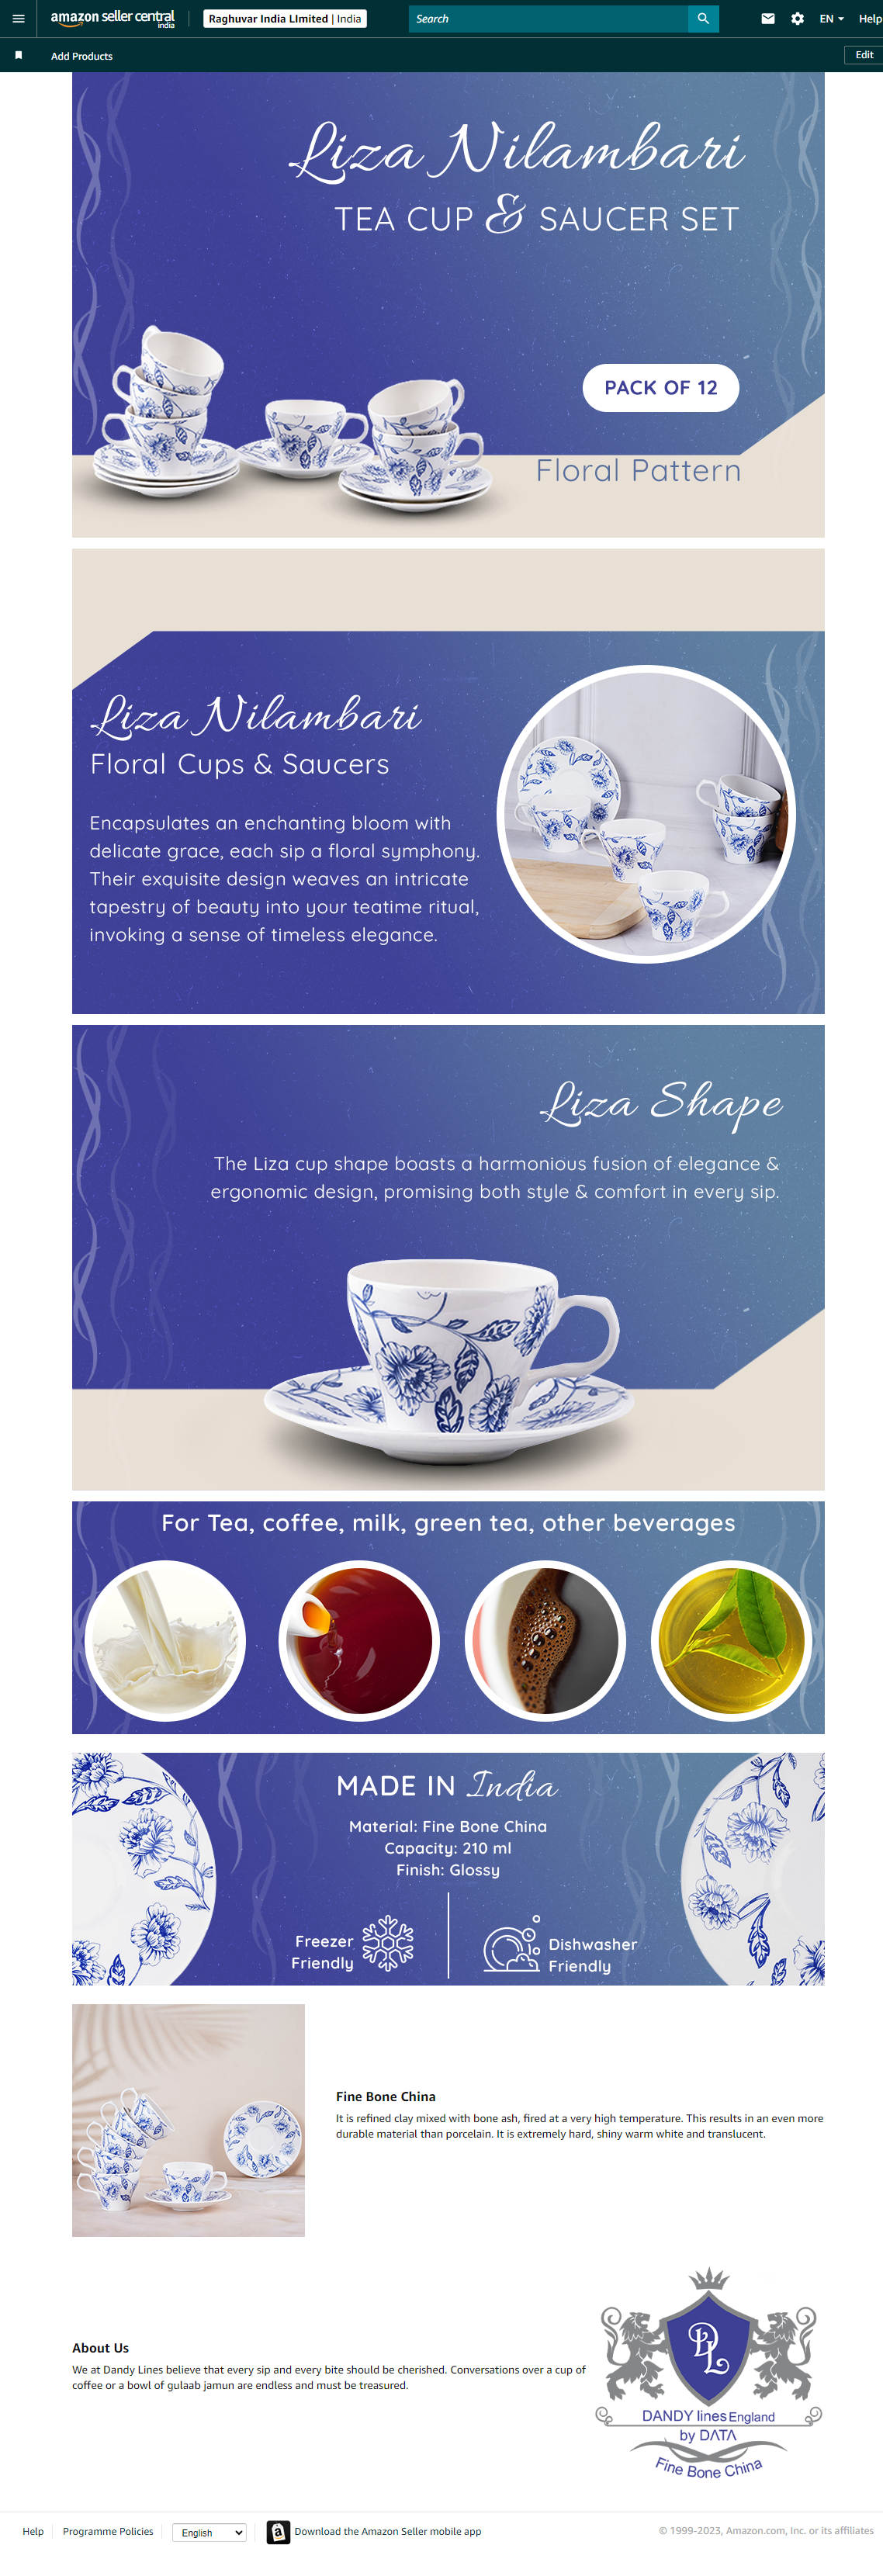 amazon seller central
india
Raghuvar India LImited | India
Search
EN
Help
Add Products
Edit
Liza Nilambari
TEA CUP & SAUCER SET
PACK OF 12
Floral Pattern
Liza Nilambari
Floral Cups & Saucers
Encapsulates an enchanting bloom with
delicate grace, each sip a floral symphony.
Their exquisite design weaves an intricate
tapestry of beauty into your teatime ritual,
invoking a sense of timeless elegance.
Liza Shape
The Liza cup shape boasts a harmonious fusion of elegance &
ergonomic design, promising both style & comfort in every sip.
For Tea, coffee, milk, green tea, other beverages
MADE IN India
Material: Fine Bone China
Capacity: 210 ml
Finish: Glossy
Freezer
Friendly
Dishwasher
Friendly
Fine Bone China
It is refined clay mixed with bone ash, fired at a very high temperature. This results in an even more
durable material than porcelain. It is extremely hard, shiny warm white and translucent.
About Us
We at Dandy Lines believe that every sip and every bite should be cherished. Conversations over a cup of
coffee or a bowl of gulaab jamun are endless and must be treasured.
DL
DANDY lines England
by DΛTΛ
Fine Bone China
Help
Programme Policies
English
Download the Amazon Seller mobile app
© 1999-2023, Amazon.com, Inc. or its affiliates